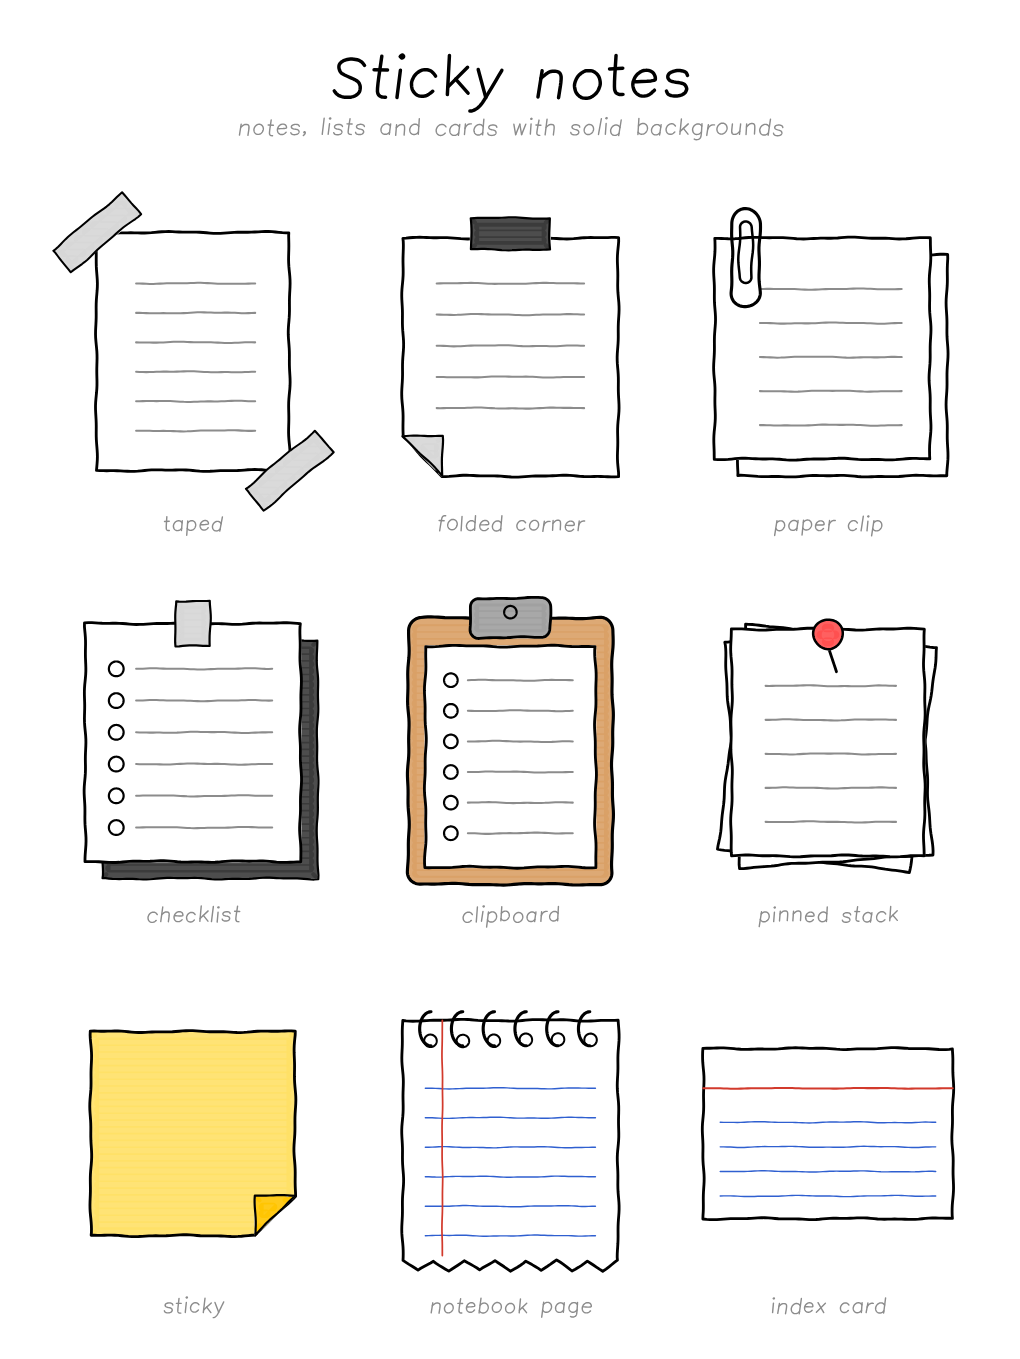 Sticky notes
notes, lists and cards with solid backgrounds
taped
folded corner
paper clip
checklist
clipboard
pinned stack
sticky
notebook page
index card